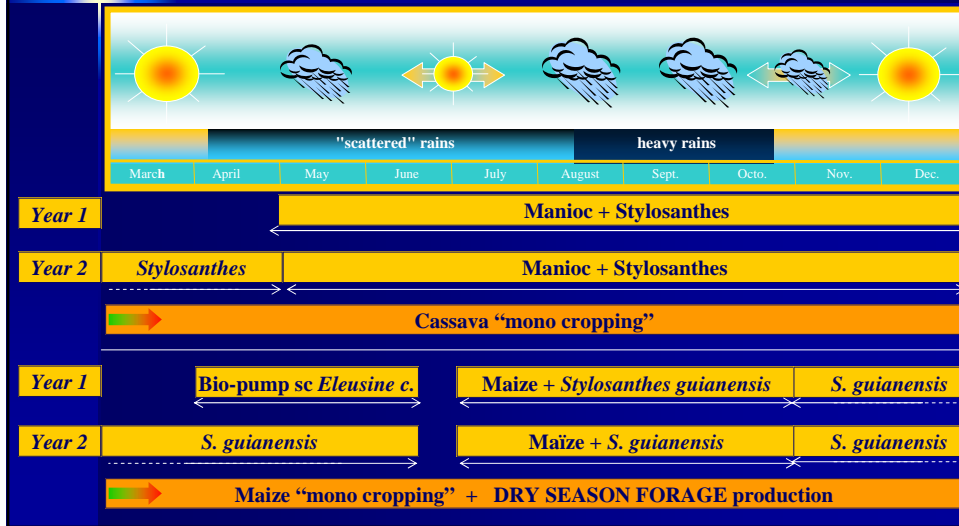 "scattered" rains heavy rains
March April May June July August Sept. Octo. Nov. Dec.
Year 1 Manioc + Stylosanthes
Year 2 Stylosanthes Manioc + Stylosanthes
Cassava “mono cropping”
Year 1 Bio-pump sc Eleusine c. Maize + Stylosanthes guianensis S. guianensis
Year 2 S. guianensis Maïze + S. guianensis S. guianensis
Maize “mono cropping” + DRY SEASON FORAGE production